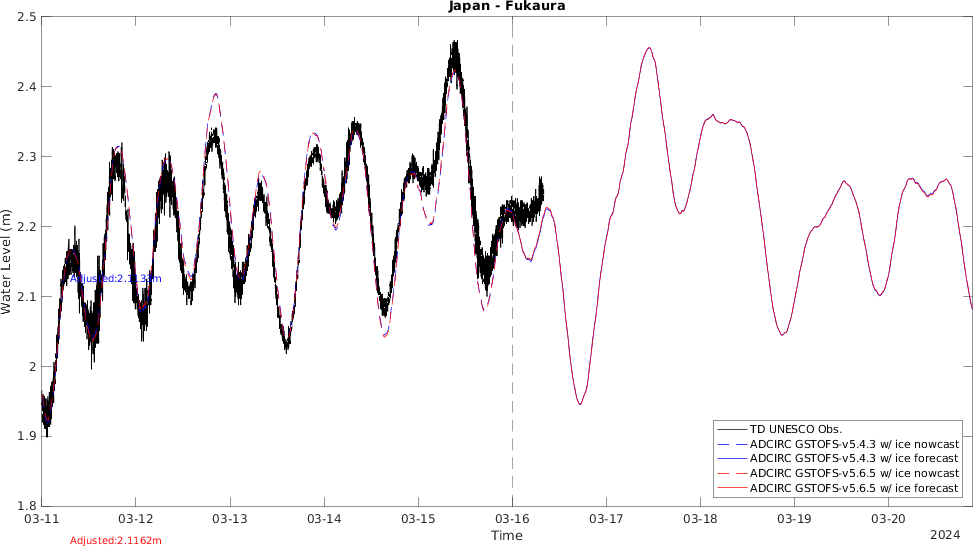 Japan - Fukaura
2.5
2.4
2.3
2.2
2.1
2
1.9
1.8
Water Level (m)
03-11
03-12
03-13
03-14
03-15
03-16
03-17
03-18
03-19
03-20
Time
2024
Adjusted:2.1162m
TD UNESCO Obs.
ADCIRC GSTOFS-v5.4.3 w/ ice nowcast
ADCIRC GSTOFS-v5.4.3 w/ ice forecast
ADCIRC GSTOFS-v5.6.5 w/ ice nowcast
ADCIRC GSTOFS-v5.6.5 w/ ice forecast